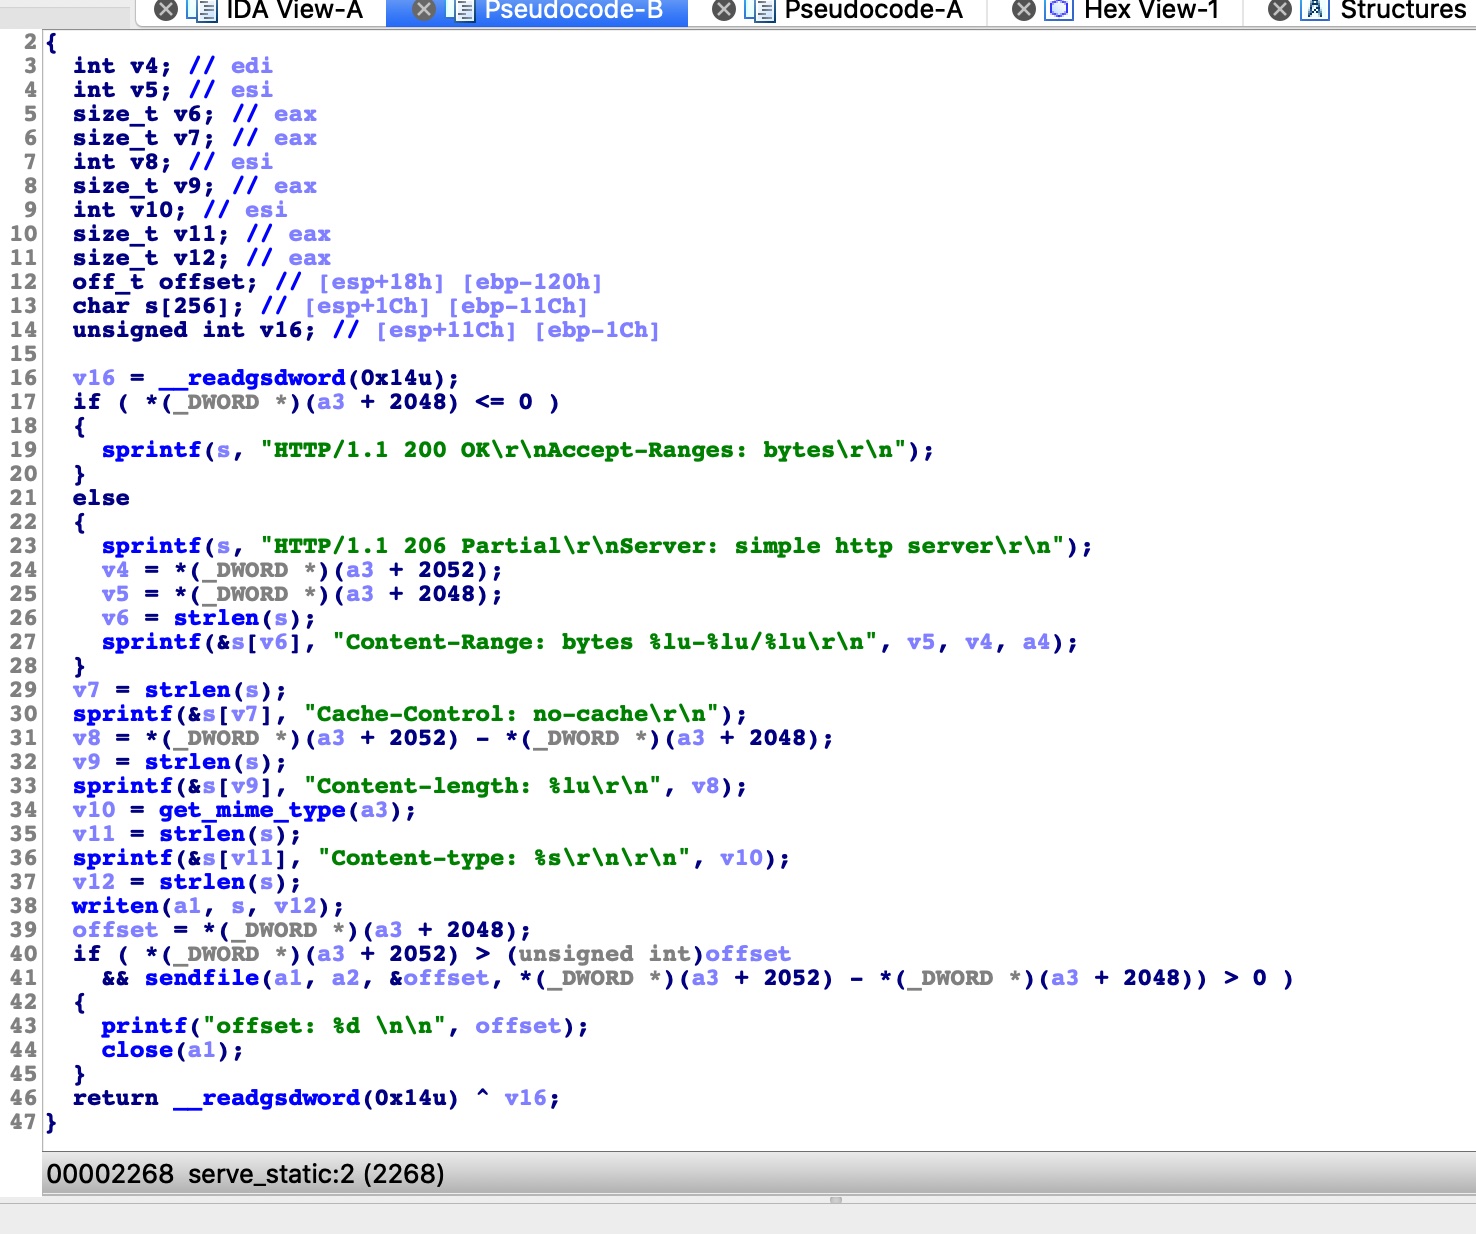 IDA View-A Pseudocode-B Pseudocode-A Hex View-1 Structures
2 {
3 int v4; // edi
4 int v5; // esi
5 size_t v6; // eax
6 size_t v7; // eax
7 int v8; // esi
8 size_t v9; // eax
9 int v10; // esi
10 size_t v11; // eax
11 size_t v12; // eax
12 off_t offset; // [esp+18h] [ebp-120h]
13 char s[256]; // [esp+1Ch] [ebp-11Ch]
14 unsigned int v16; // [esp+11Ch] [ebp-1Ch]
15
16 v16 = __readgsdword(0x14u);
17 if ( *(_DWORD *)(a3 + 2048) <= 0 )
18 {
19 sprintf(s, "HTTP/1.1 200 OK\r\nAccept-Ranges: bytes\r\n");
20 }
21 else
22 {
23 sprintf(s, "HTTP/1.1 206 Partial\r\nServer: simple http server\r\n");
24 v4 = *(_DWORD *)(a3 + 2052);
25 v5 = *(_DWORD *)(a3 + 2048);
26 v6 = strlen(s);
27 sprintf(&s[v6], "Content-Range: bytes %lu-%lu/%lu\r\n", v5, v4, a4);
28 }
29 v7 = strlen(s);
30 sprintf(&s[v7], "Cache-Control: no-cache\r\n");
31 v8 = *(_DWORD *)(a3 + 2052) - *(_DWORD *)(a3 + 2048);
32 v9 = strlen(s);
33 sprintf(&s[v9], "Content-length: %lu\r\n", v8);
34 v10 = get_mime_type(a3);
35 v11 = strlen(s);
36 sprintf(&s[v11], "Content-type: %s\r\n\r\n", v10);
37 v12 = strlen(s);
38 writen(a1, s, v12);
39 offset = *(_DWORD *)(a3 + 2048);
40 if ( *(_DWORD *)(a3 + 2052) > (unsigned int)offset
41 && sendfile(a1, a2, &offset, *(_DWORD *)(a3 + 2052) - *(_DWORD *)(a3 + 2048)) > 0 )
42 {
43 printf("offset: %d \n\n", offset);
44 close(a1);
45 }
46 return __readgsdword(0x14u) ^ v16;
47 }
00002268 serve_static:2 (2268)